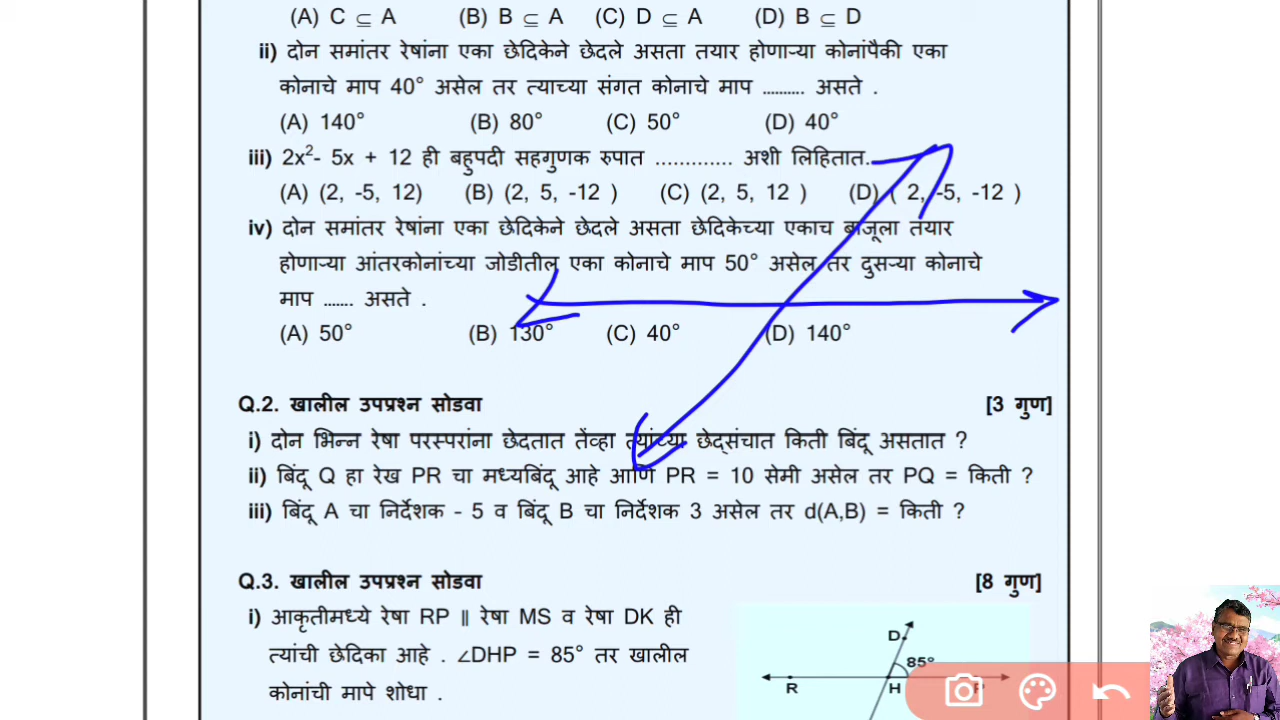 (A) C ⊆ A (B) B ⊆ A (C) D ⊆ A (D) B ⊆ D
ii) दोन समांतर रेषांना एका छेदिकेने छेदले असता तयार होणाऱ्या कोनांपैकी एका
कोनाचे माप 40° असेल तर त्याच्या संगत कोनाचे माप .......... असते .
(A) 140° (B) 80° (C) 50° (D) 40°
iii) 2x²- 5x + 12 ही बहुपदी सहगुणक रुपात ............. अशी लिहितात.
(A) (2, -5, 12) (B) (2, 5, -12 ) (C) (2, 5, 12 ) (D) ( 2, -5, -12 )
iv) दोन समांतर रेषांना एका छेदिकेने छेदले असता छेदिकेच्या एकाच बाजूला तयार
होणाऱ्या आंतरकोनांच्या जोडीतील एका कोनाचे माप 50° असेल तर दुसऱ्या कोनाचे
माप ....... असते .
(A) 50° (B) 130° (C) 40° (D) 140°
Q.2. खालील उपप्रश्न सोडवा [3 गुण]
i) दोन भिन्न रेषा परस्परांना छेदतात तेंव्हा त्यांच्या छेद्संचात किती बिंदू असतात ?
ii) बिंदू Q हा रेख PR चा मध्यबिंदू आहे आणि PR = 10 सेमी असेल तर PQ = किती ?
iii) बिंदू A चा निर्देशक - 5 व बिंदू B चा निर्देशक 3 असेल तर d(A,B) = किती ?
Q.3. खालील उपप्रश्न सोडवा [8 गुण]
i) आकृतीमध्ये रेषा RP ॥ रेषा MS व रेषा DK ही
त्यांची छेदिका आहे . ∠DHP = 85° तर खालील
कोनांची मापे शोधा .
D
85°
R H P